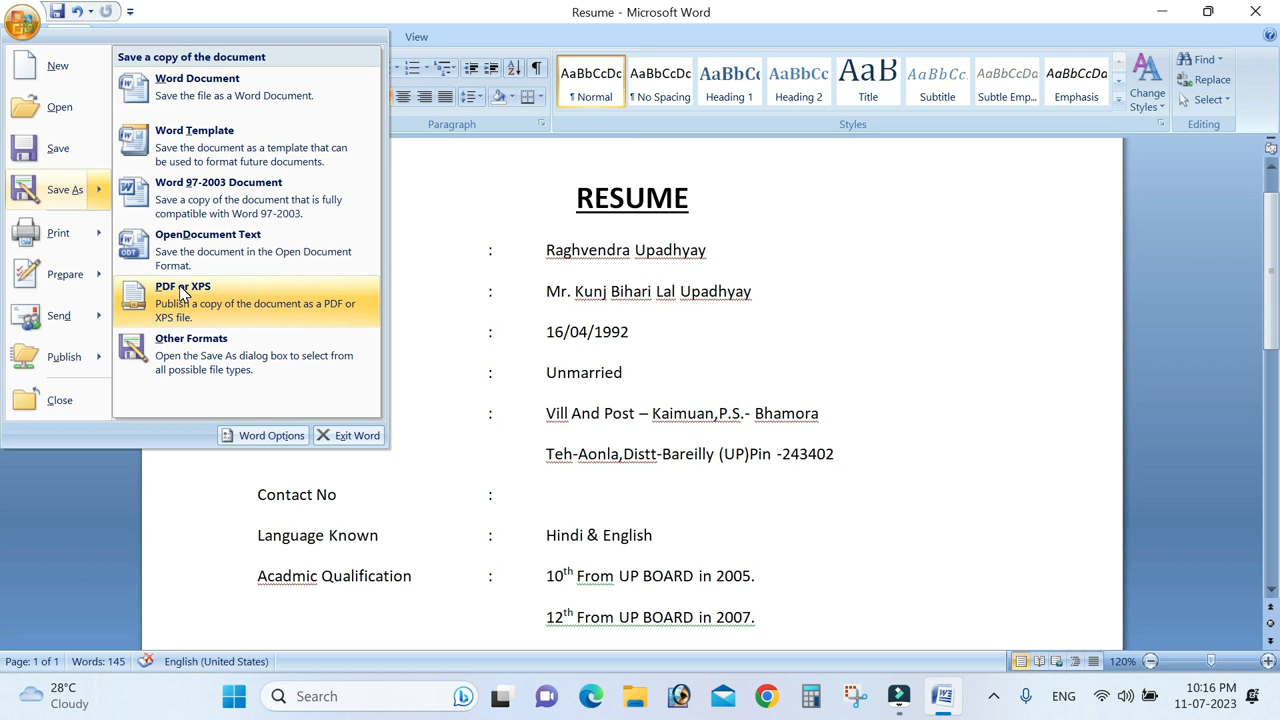 Resume - Microsoft Word
View
New
Open
Save
Save As
Print
Prepare
Send
Publish
Close
Save a copy of the document
Word Document
Save the file as a Word Document.
Word Template
Save the document as a template that can
be used to format future documents.
Word 97-2003 Document
Save a copy of the document that is fully
compatible with Word 97-2003.
OpenDocument Text
Save the document in the Open Document
Format.
PDF or XPS
Publish a copy of the document as a PDF or
XPS file.
Other Formats
Open the Save As dialog box to select from
all possible file types.
Word Options
Exit Word
Paragraph
AaBbCcDc AaBbCcDc AaBbCc AaBbCc AaB AaBbCc. AaBbCcDa AaBbCcDa
¶ Normal ¶ No Spacing Heading 1 Heading 2 Title Subtitle Subtle Emp... Emphasis
Change
Styles
Styles
Find
Replace
Select
Editing
RESUME
: Raghvendra Upadhyay
: Mr. Kunj Bihari Lal Upadhyay
: 16/04/1992
: Unmarried
: Vill And Post – Kaimuan,P.S.- Bhamora
Teh-Aonla,Distt-Bareilly (UP)Pin -243402
Contact No :
Language Known : Hindi & English
Acadmic Qualification : 10th From UP BOARD in 2005.
12th From UP BOARD in 2007.
Page: 1 of 1 Words: 145 English (United States) 120%
28°C
Cloudy
Search
ENG
10:16 PM
11-07-2023